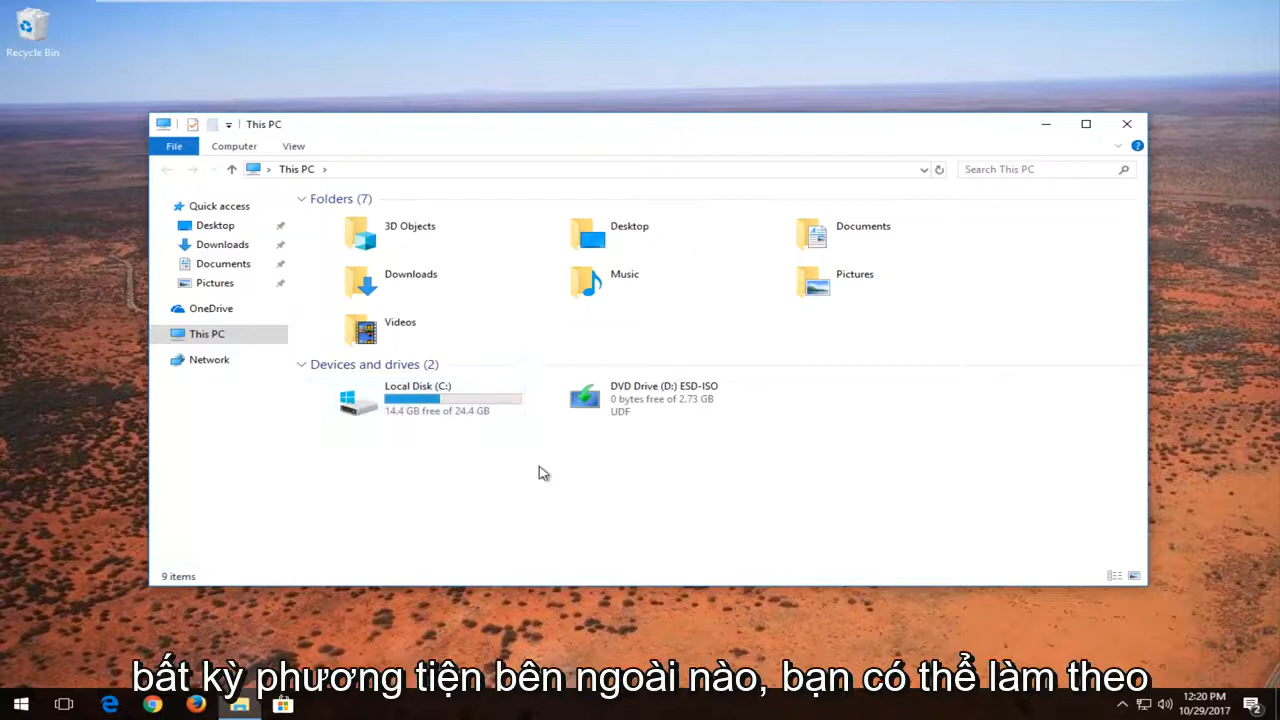 Recycle Bin
This PC
File
Computer
View
This PC
Search This PC
Quick access
Desktop
Downloads
Documents
Pictures
OneDrive
This PC
Network
Folders (7)
3D Objects
Desktop
Documents
Downloads
Music
Pictures
Videos
Devices and drives (2)
Local Disk (C:)
14.4 GB free of 24.4 GB
DVD Drive (D:) ESD-ISO
0 bytes free of 2.73 GB
UDF
9 items
bất kỳ phương tiện bên ngoài nào, bạn có thể làm theo
12:20 PM
10/29/2017
2